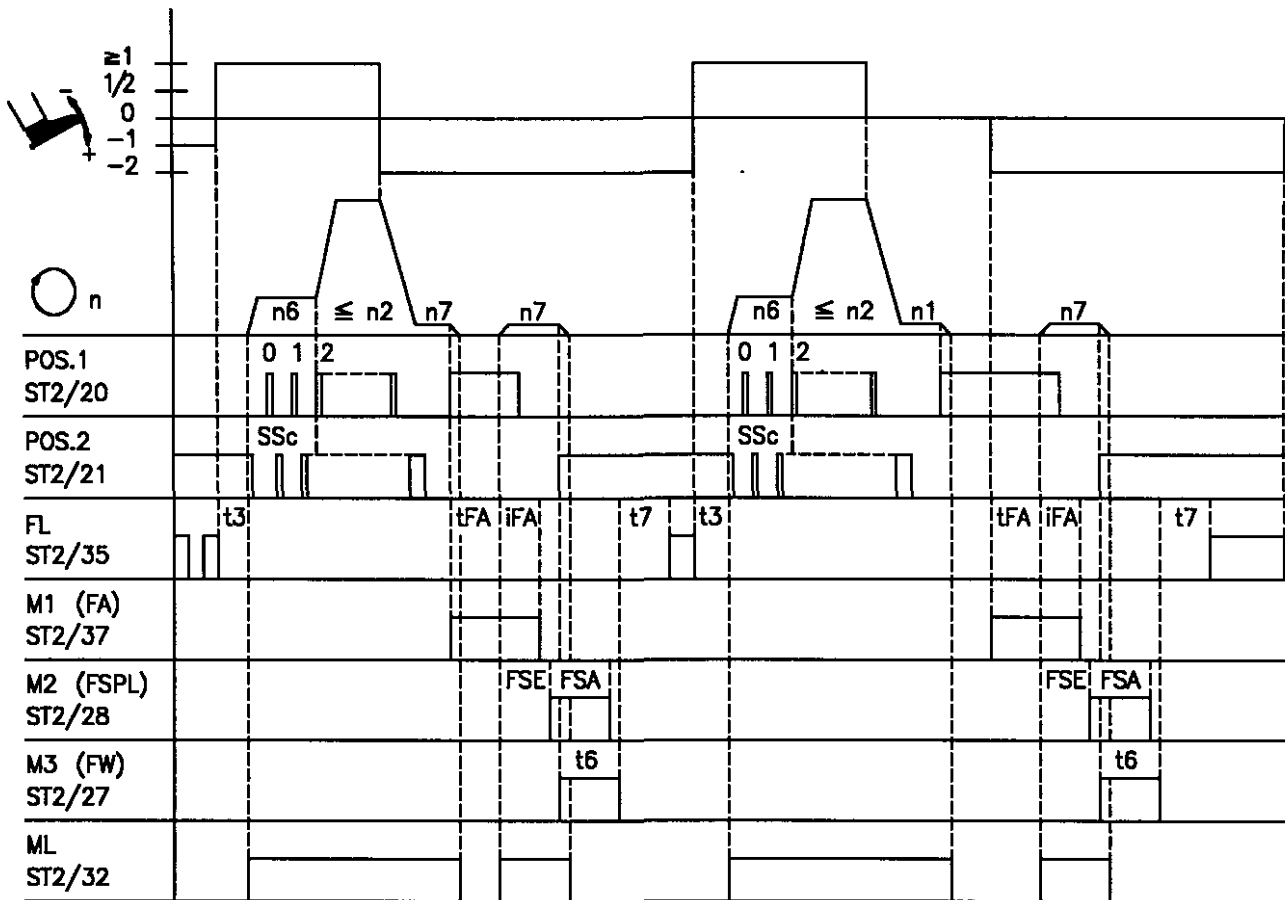 ≥1
1/2
0
-1
-2
-
+
n
n6 ≦ n2 n7 n7 n6 ≦ n2 n1 n7
POS.1
ST2/20
0 1 2 0 1 2
POS.2
ST2/21
SSc SSc
FL
ST2/35
t3 tFA iFA t7 t3 tFA iFA t7
M1 (FA)
ST2/37
M2 (FSPL)
ST2/28
FSE FSA FSE FSA
M3 (FW)
ST2/27
t6 t6
ML
ST2/32